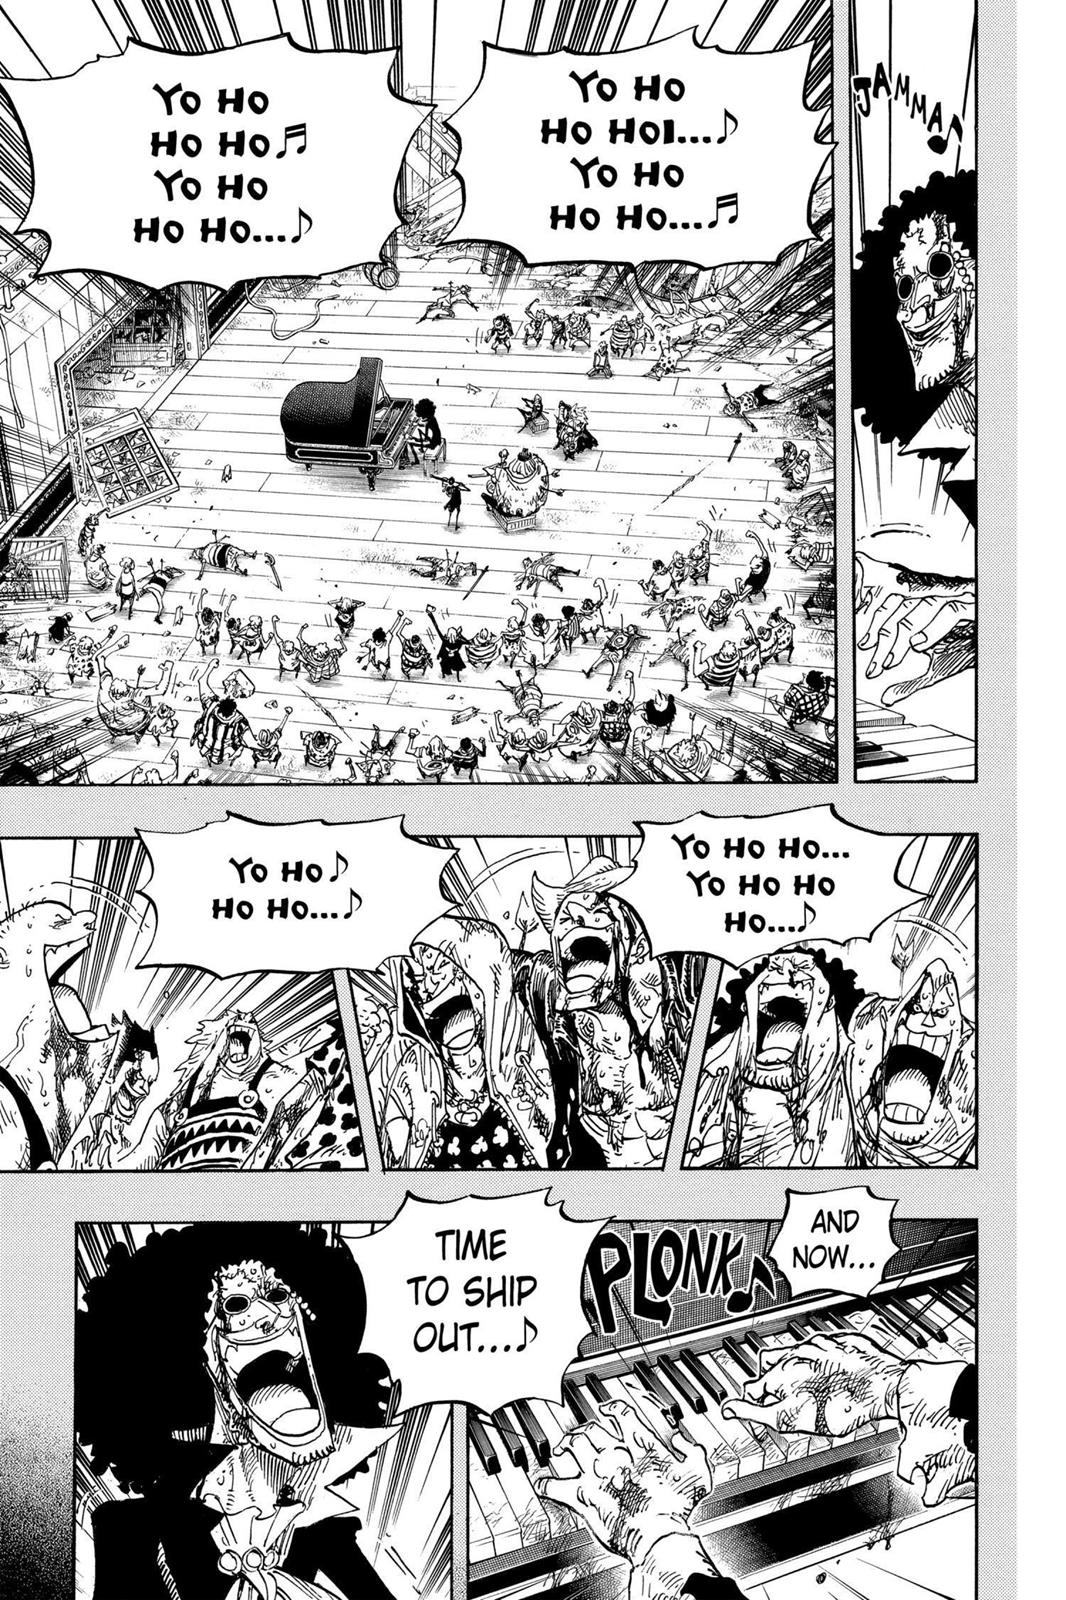 JAMMA♪
YO HO
HO HOI...♪
YO HO
HO HO...♬
YO HO
HO HO♬
YO HO
HO HO...♪
YO HO HO...
YO HO HO
HO...♪
YO HO♪
HO HO...♪
AND
NOW...
PLONK♪
TIME
TO SHIP
OUT...♪